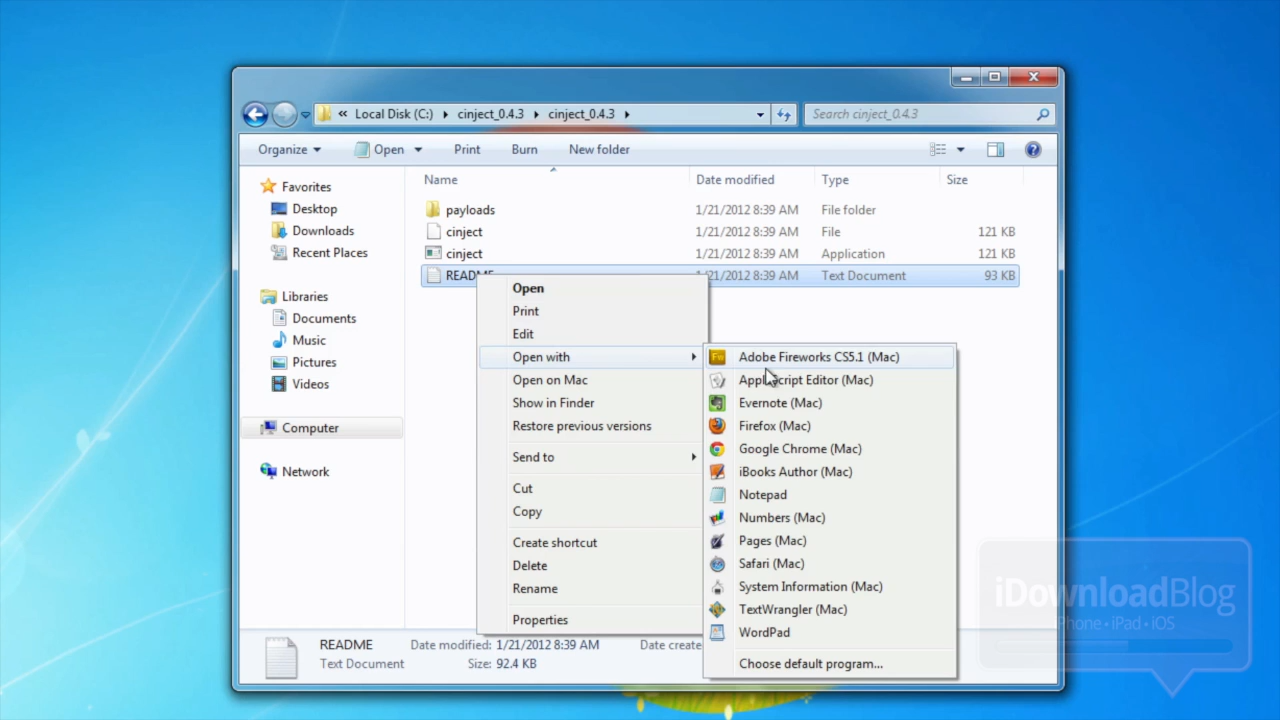 « Local Disk (C:) cinject_0.4.3 cinject_0.4.3
Search cinject_0.4.3
Organize Open Print Burn New folder
Name Date modified Type Size
Favorites
Desktop
Downloads
Recent Places
Libraries
Documents
Music
Pictures
Videos
Computer
Network
payloads 1/21/2012 8:39 AM File folder
cinject 1/21/2012 8:39 AM File 121 KB
cinject 1/21/2012 8:39 AM Application 121 KB
README 1/21/2012 8:39 AM Text Document 93 KB
Open
Print
Edit
Open with
Open on Mac
Show in Finder
Restore previous versions
Send to
Cut
Copy
Create shortcut
Delete
Rename
Properties
Adobe Fireworks CS5.1 (Mac)
AppleScript Editor (Mac)
Evernote (Mac)
Firefox (Mac)
Google Chrome (Mac)
iBooks Author (Mac)
Notepad
Numbers (Mac)
Pages (Mac)
Safari (Mac)
System Information (Mac)
TextWrangler (Mac)
WordPad
Choose default program...
README Date modified: 1/21/2012 8:39 AM Date create
Text Document Size: 92.4 KB
iDownloadBlog
iPhone • iPad • iOS